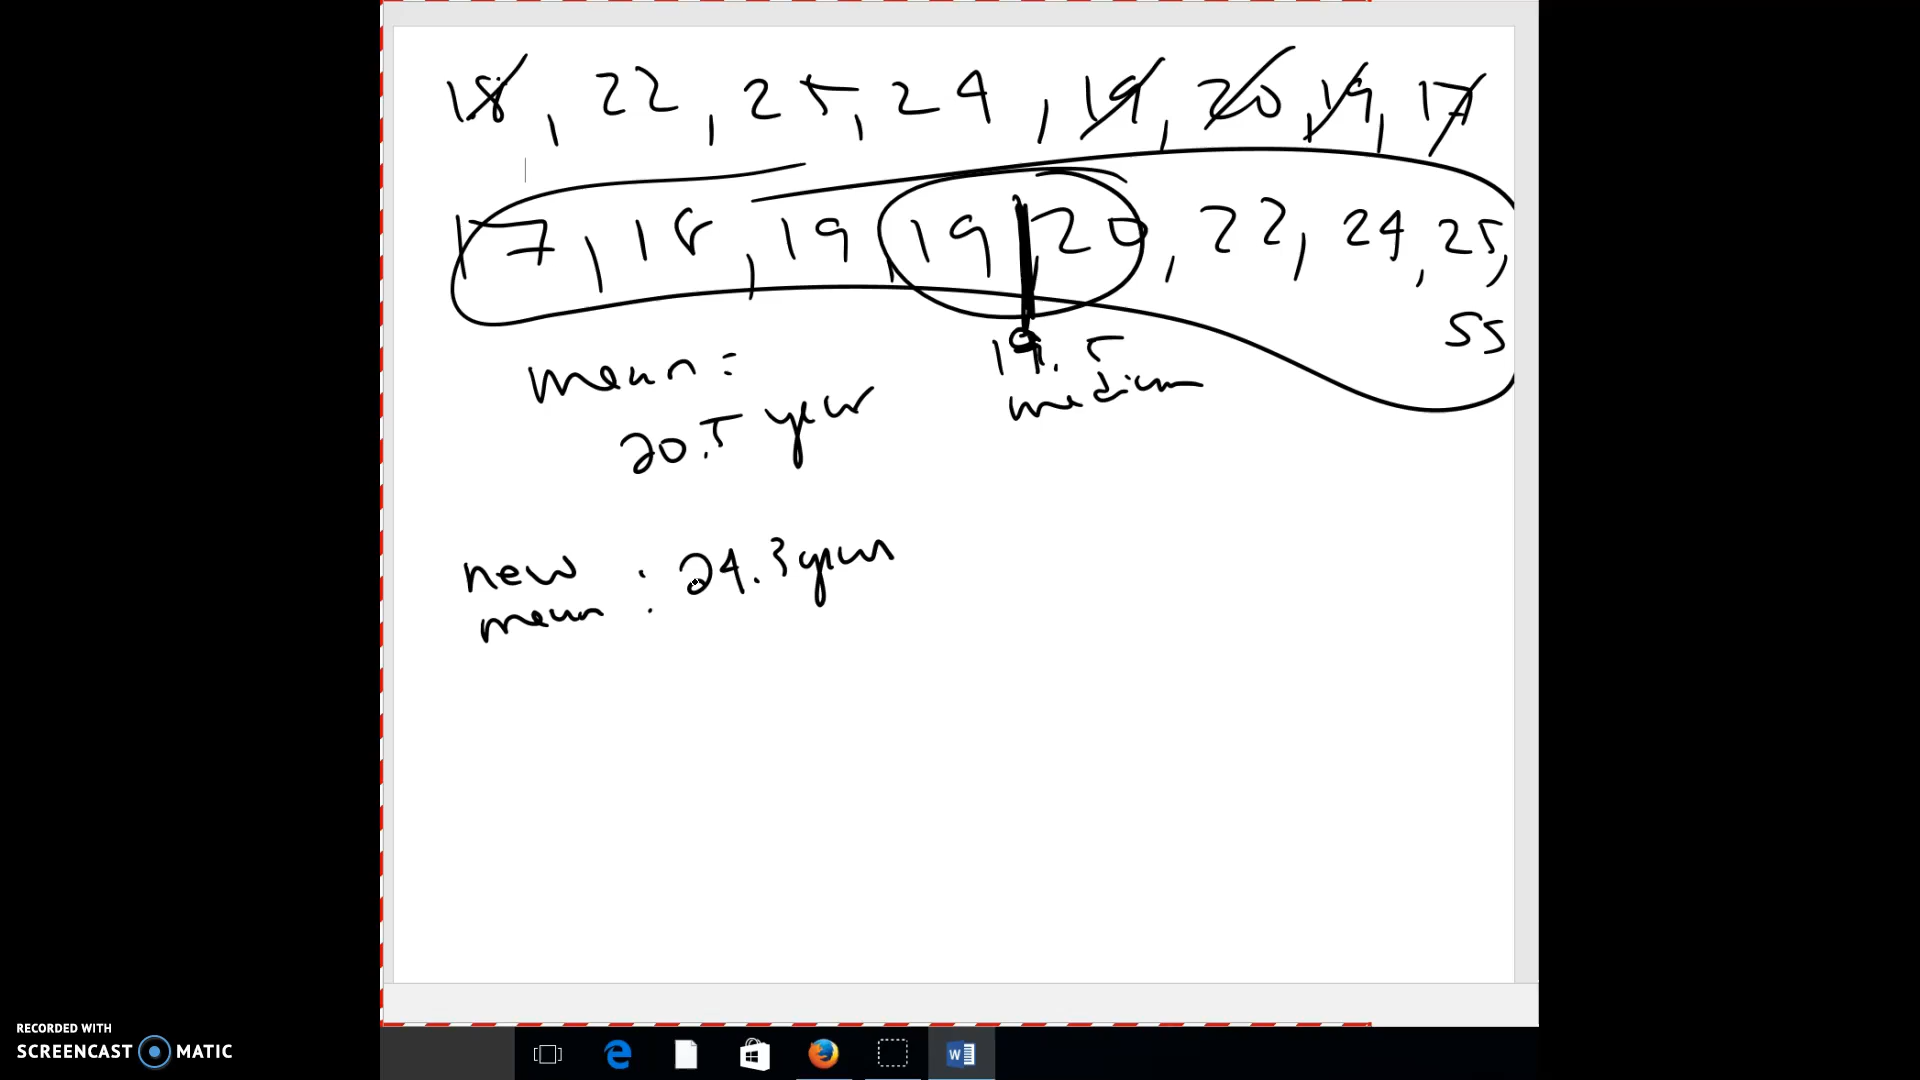 18, 22, 25, 24, 19, 20, 19, 17
17, 18, 19, 19, 20, 22, 24, 25,
55
mean =
20.5 year
19.5
median
new
mean : 24.3 years
RECORDED WITH
SCREENCAST MATIC